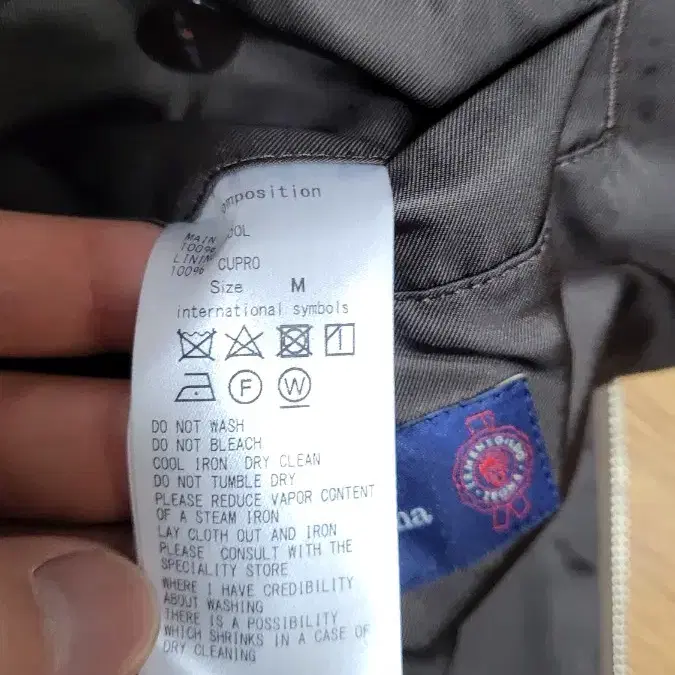 mposition
MAIN
100% OOL
LININ
100% CUPRO
Size M
international symbols
F W
DO NOT WASH
DO NOT BLEACH
COOL IRON DRY CLEAN
DO NOT TUMBLE DRY
PLEASE REDUCE VAPOR CONTENT
OF A STEAM IRON
LAY CLOTH OUT AND IRON
PLEASE CONSULT WITH THE
SPECIALITY STORE
WHERE I HAVE CREDIBILITY
ABOUT WASHING
THERE IS A POSSIBILITY
WHICH SHRINKS IN A CASE OF
DRY CLEANING
na